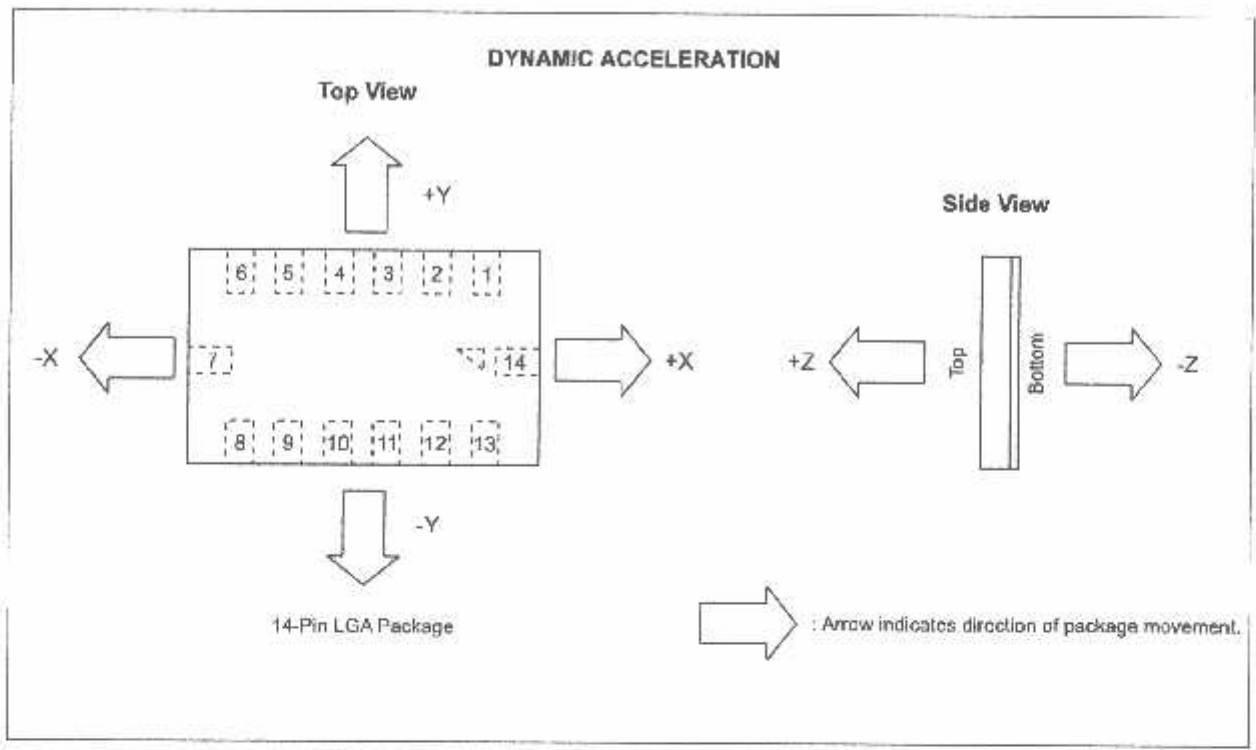 DYNAMIC ACCELERATION
Top View
+Y
Side View
6 5 4 3 2 1
-X 7 14 +X
+Z Top Bottom -Z
8 9 10 11 12 13
-Y
14-Pin LGA Package
: Arrow indicates direction of package movement.